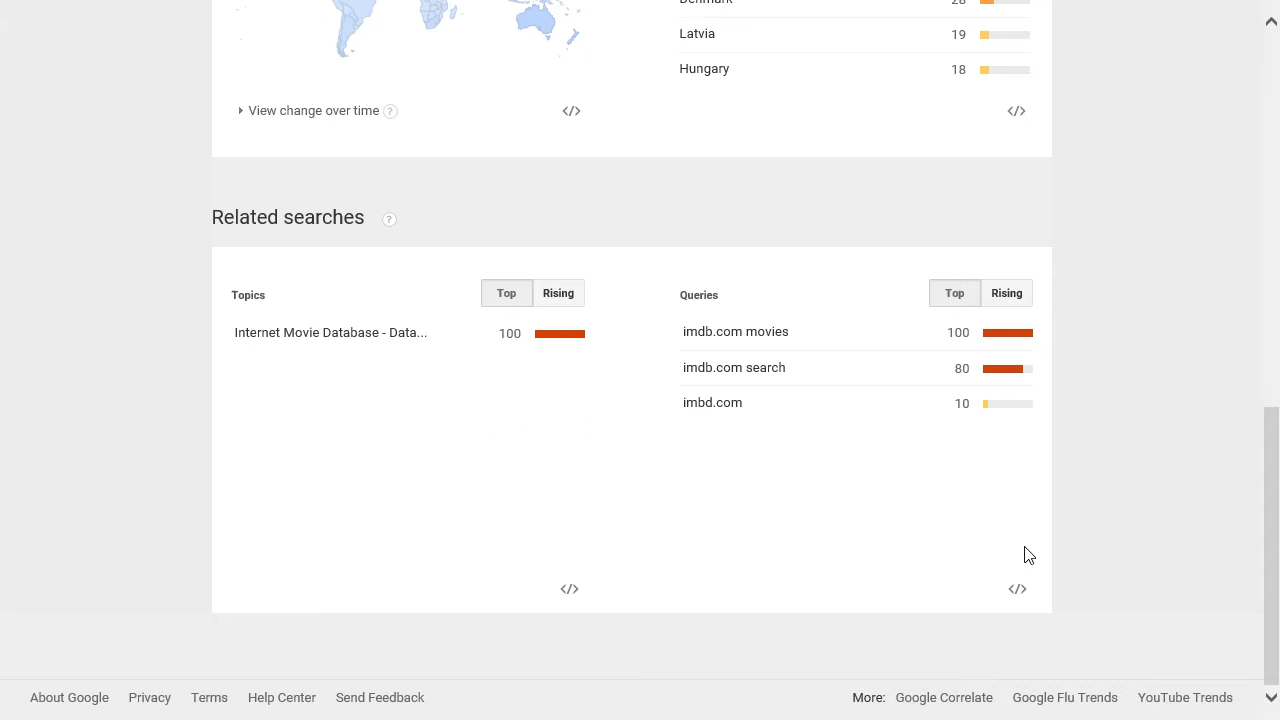 Denmark 28
Latvia 19
Hungary 18
View change over time ? </> </>
Related searches ?
Topics Top Rising
Internet Movie Database - Data... 100
Queries Top Rising
imdb.com movies 100
imdb.com search 80
imbd.com 10
</> </>
About Google Privacy Terms Help Center Send Feedback More: Google Correlate Google Flu Trends YouTube Trends